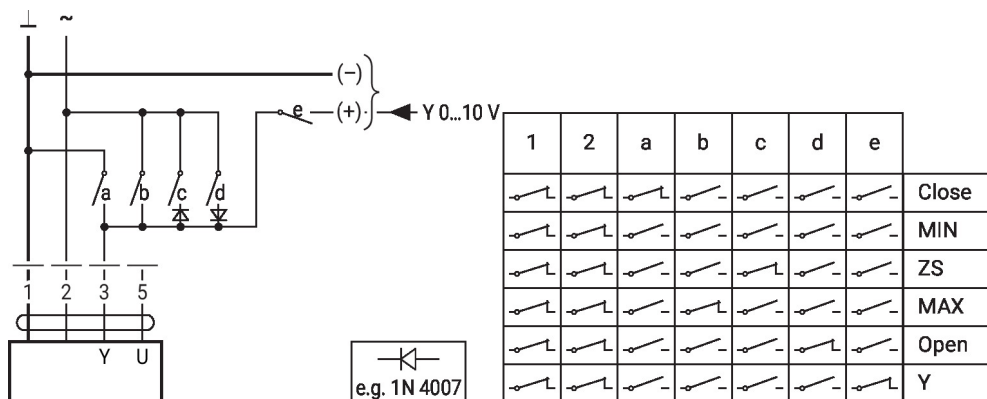 ⊥ ~
(–)
e (+) Y 0...10 V
a b c d
1 2 3 5
Y U
e.g. 1N 4007
1 2 a b c d e
Close
MIN
ZS
MAX
Open
Y